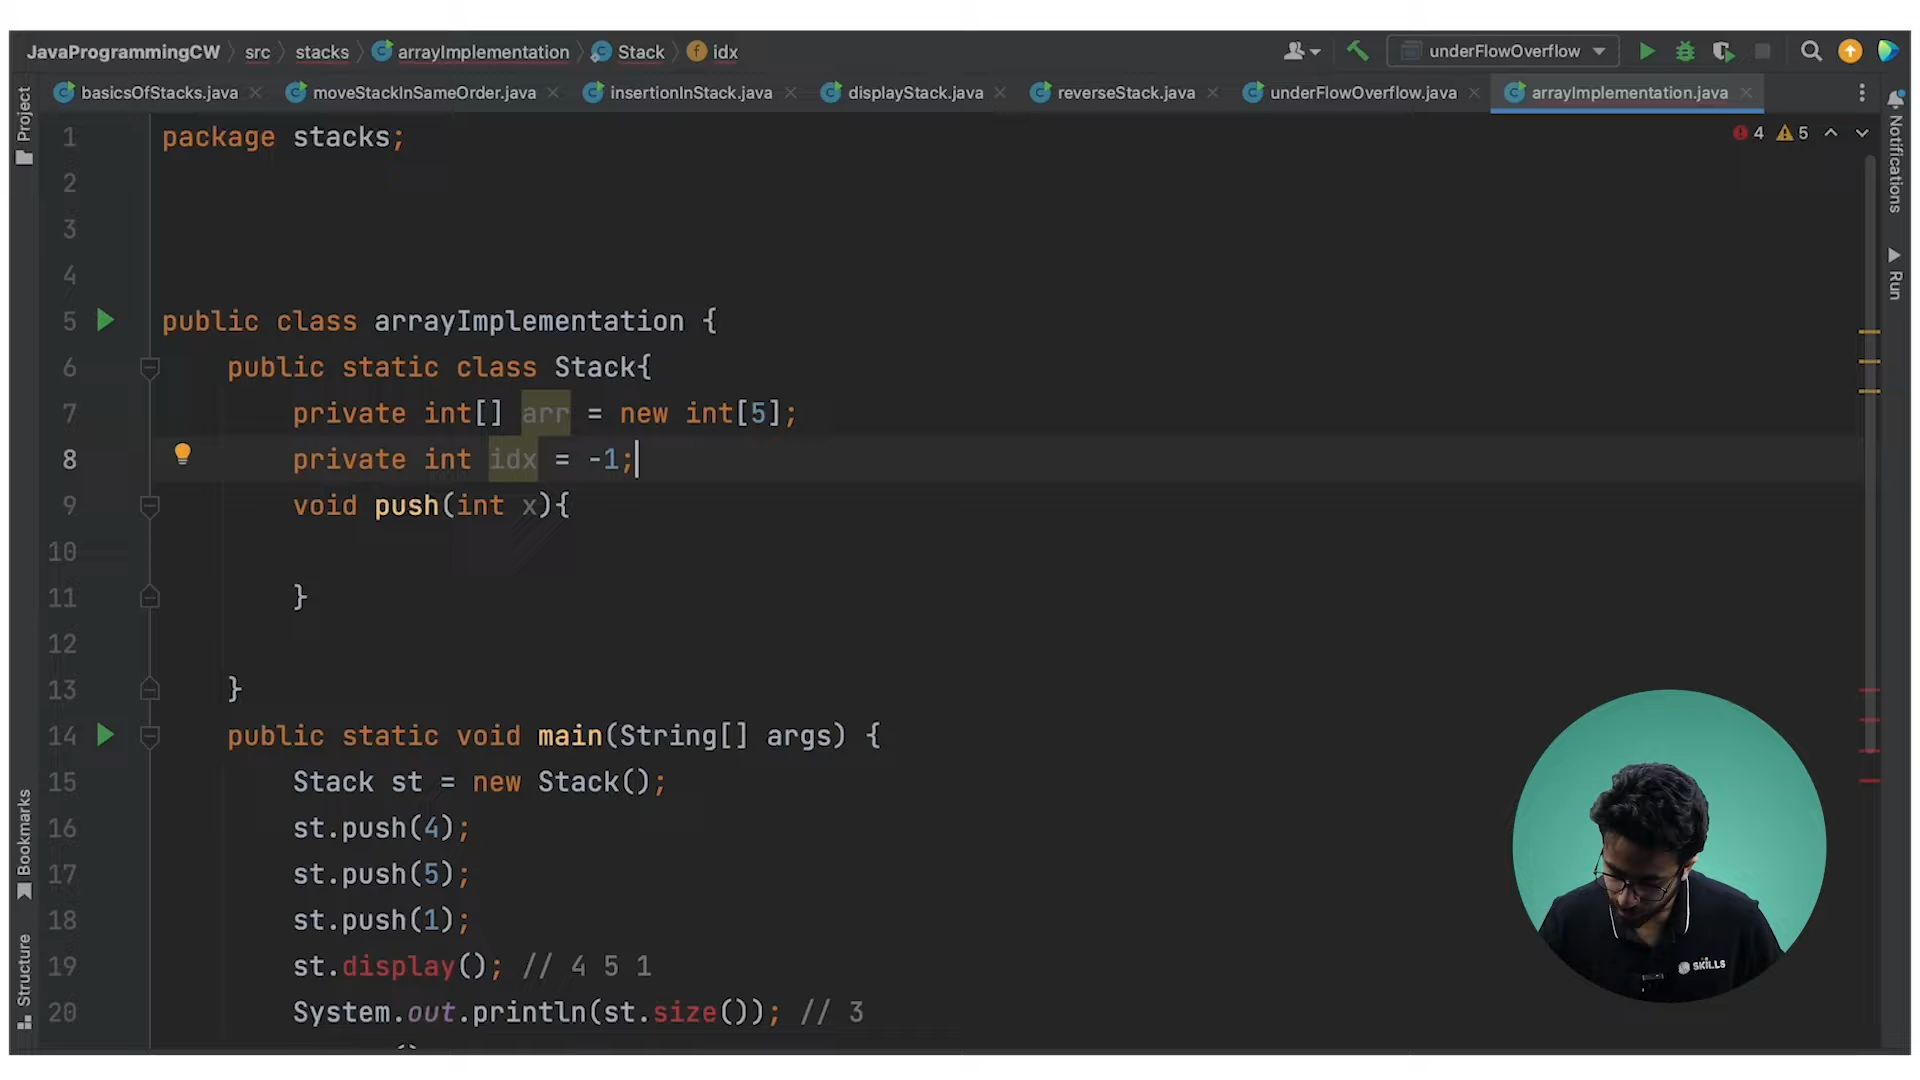 JavaProgrammingCW src stacks arrayImplementation Stack idx underFlowOverflow
basicsOfStacks.java moveStackInSameOrder.java insertionInStack.java displayStack.java reverseStack.java underFlowOverflow.java arrayImplementation.java
Project
Bookmarks
Structure
Notifications
Run
4 5
1 package stacks;
2
3
4
5 public class arrayImplementation {
6 public static class Stack{
7 private int[] arr = new int[5];
8 private int idx = -1;
9 void push(int x){
10
11 }
12
13 }
14 public static void main(String[] args) {
15 Stack st = new Stack();
16 st.push(4);
17 st.push(5);
18 st.push(1);
19 st.display(); // 4 5 1
20 System.out.println(st.size()); // 3
SKILLS